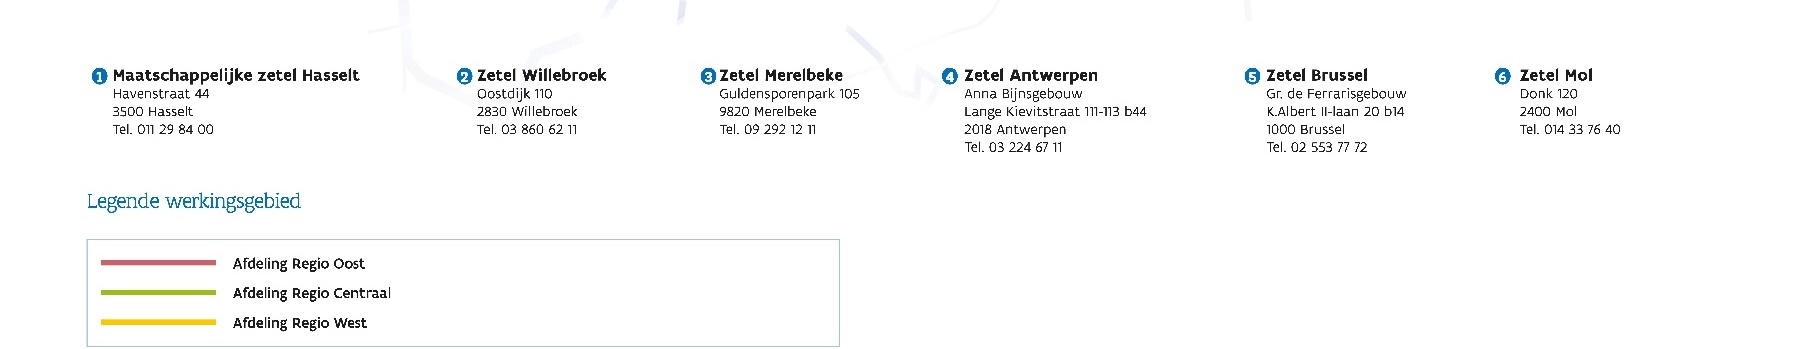 1 Maatschappelijke zetel Hasselt
Havenstraat 44
3500 Hasselt
Tel. 011 29 84 00
2 Zetel Willebroek
Oostdijk 110
2830 Willebroek
Tel. 03 860 62 11
3 Zetel Merelbeke
Guldensporenpark 105
9820 Merelbeke
Tel. 09 292 12 11
4 Zetel Antwerpen
Anna Bijnsgebouw
Lange Kievitstraat 111-113 b44
2018 Antwerpen
Tel. 03 224 67 11
5 Zetel Brussel
Gr. de Ferrarisgebouw
K.Albert II-laan 20 b14
1000 Brussel
Tel. 02 553 77 72
6 Zetel Mol
Donk 120
2400 Mol
Tel. 014 33 76 40
Legende werkingsgebied
Afdeling Regio Oost
Afdeling Regio Centraal
Afdeling Regio West